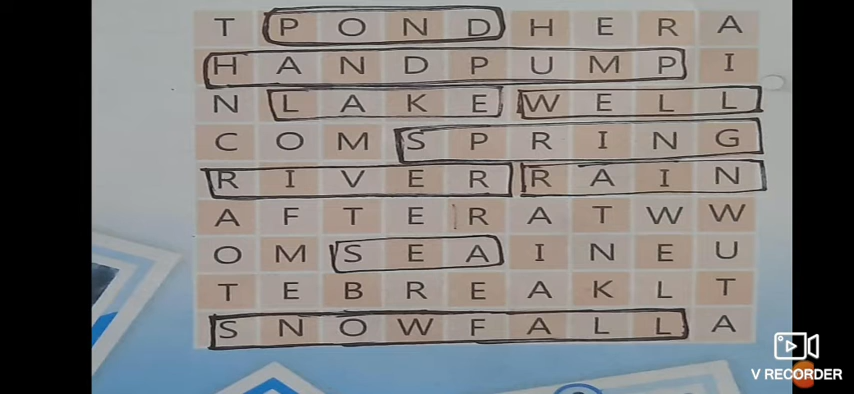 T P O N D H E R A
H A N D P U M P I
N L A K E W E L L
C O M S P R I N G
R I V E R R A I N
A F T E R A T W W
O M S E A I N E U
T E B R E A K L T
S N O W F A L L A
V RECORDER